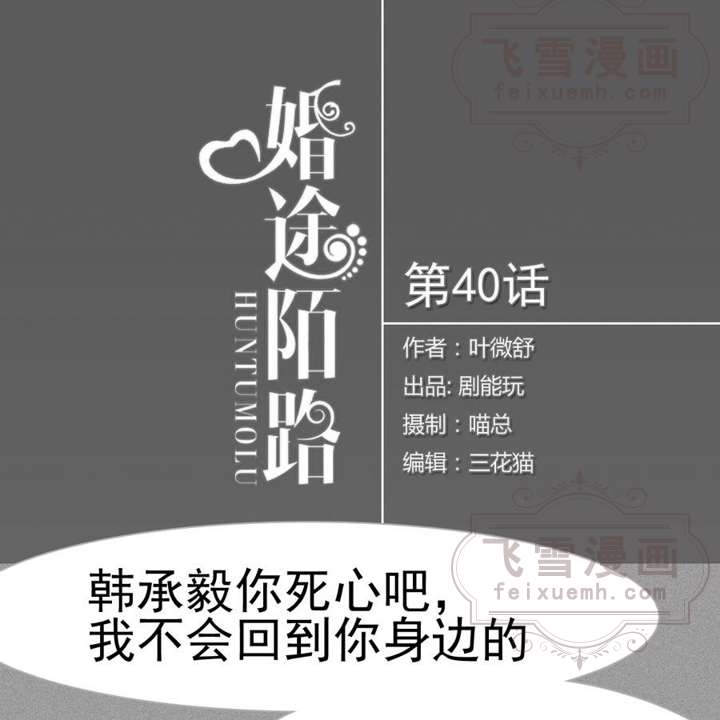 飞雪漫画
feixuemh.com
婚途陌路
HUNTUMOLU
第40话
作者：叶微舒
出品: 剧能玩
摄制：喵总
编辑：三花猫
飞雪漫画
feixuemh.com
韩承毅你死心吧，
我不会回到你身边的